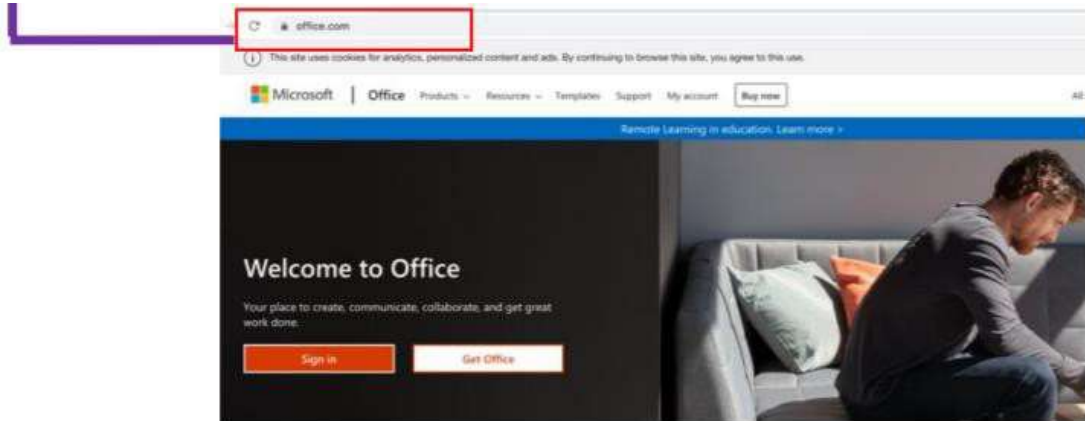 office.com
This site uses cookies for analytics, personalized content and ads. By continuing to browse this site, you agree to this use.
Microsoft | Office Products Resources Templates Support My account Buy now All
Remote Learning in education. Learn more >
Welcome to Office
Your place to create, communicate, collaborate, and get great
work done.
Sign in Get Office